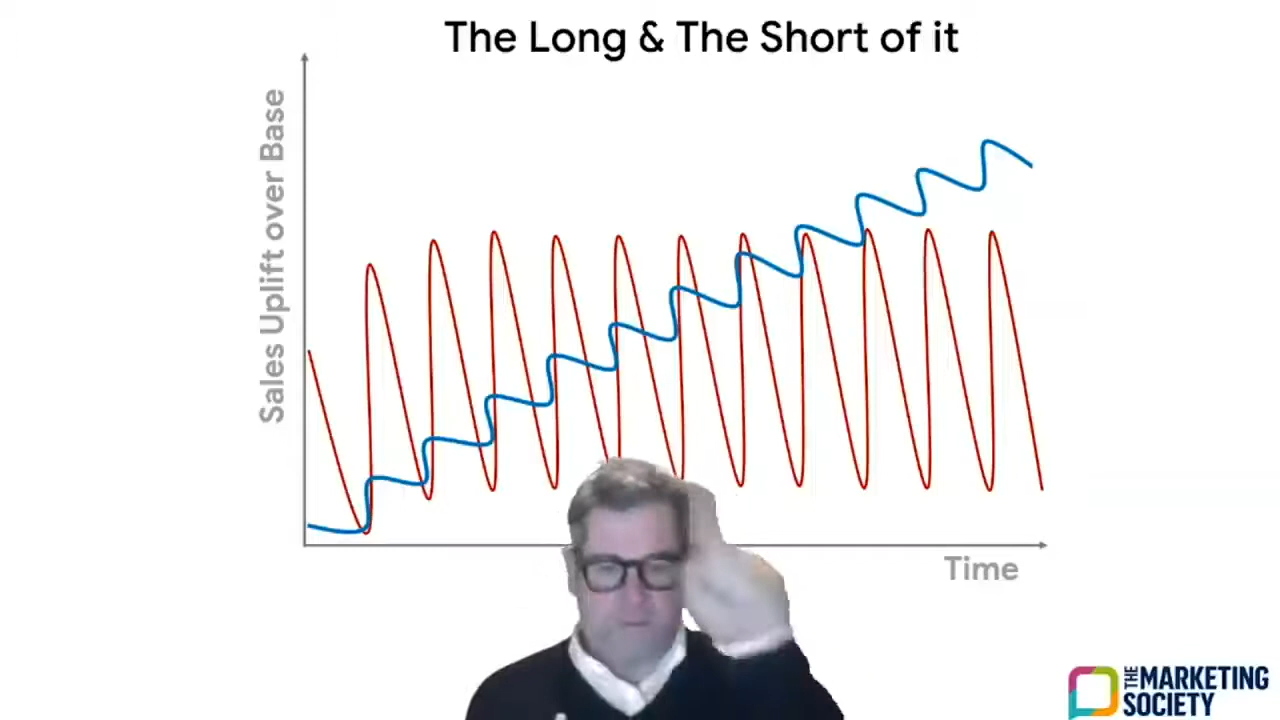 The Long & The Short of it
Sales Uplift over Base
Time
THE MARKETING
SOCIETY